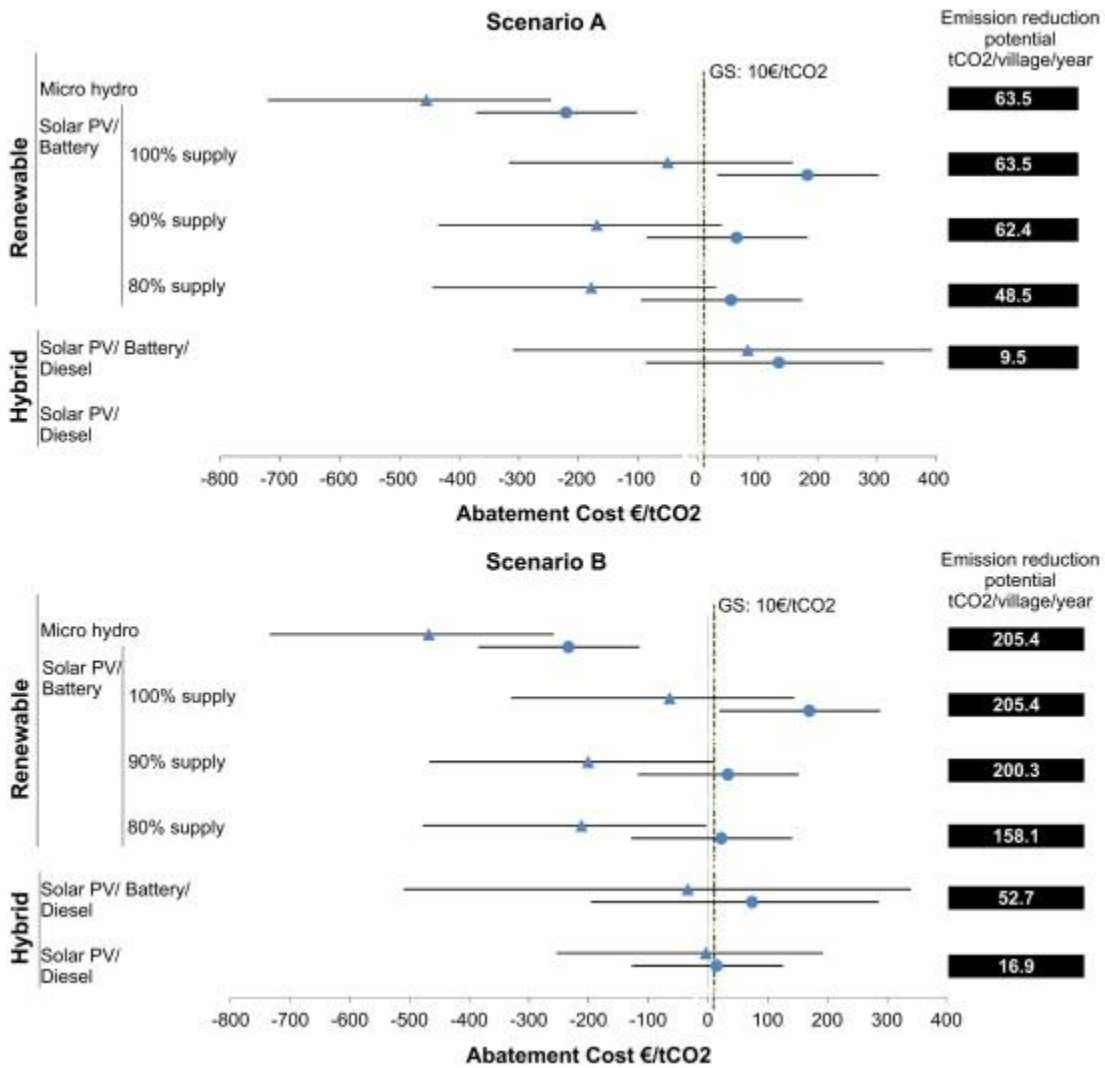 Scenario A
Emission reduction
potential
tCO2/village/year
GS: 10€/tCO2
Renewable
Micro hydro
63.5
Solar PV/
Battery
100% supply
63.5
90% supply
62.4
80% supply
48.5
Hybrid
Solar PV/ Battery/
Diesel
9.5
Solar PV/
Diesel
-800 -700 -600 -500 -400 -300 -200 -100 0 100 200 300 400
Abatement Cost €/tCO2
Scenario B
Emission reduction
potential
tCO2/village/year
GS: 10€/tCO2
Renewable
Micro hydro
205.4
Solar PV/
Battery
100% supply
205.4
90% supply
200.3
80% supply
158.1
Hybrid
Solar PV/ Battery/
Diesel
52.7
Solar PV/
Diesel
16.9
-800 -700 -600 -500 -400 -300 -200 -100 0 100 200 300 400
Abatement Cost €/tCO2